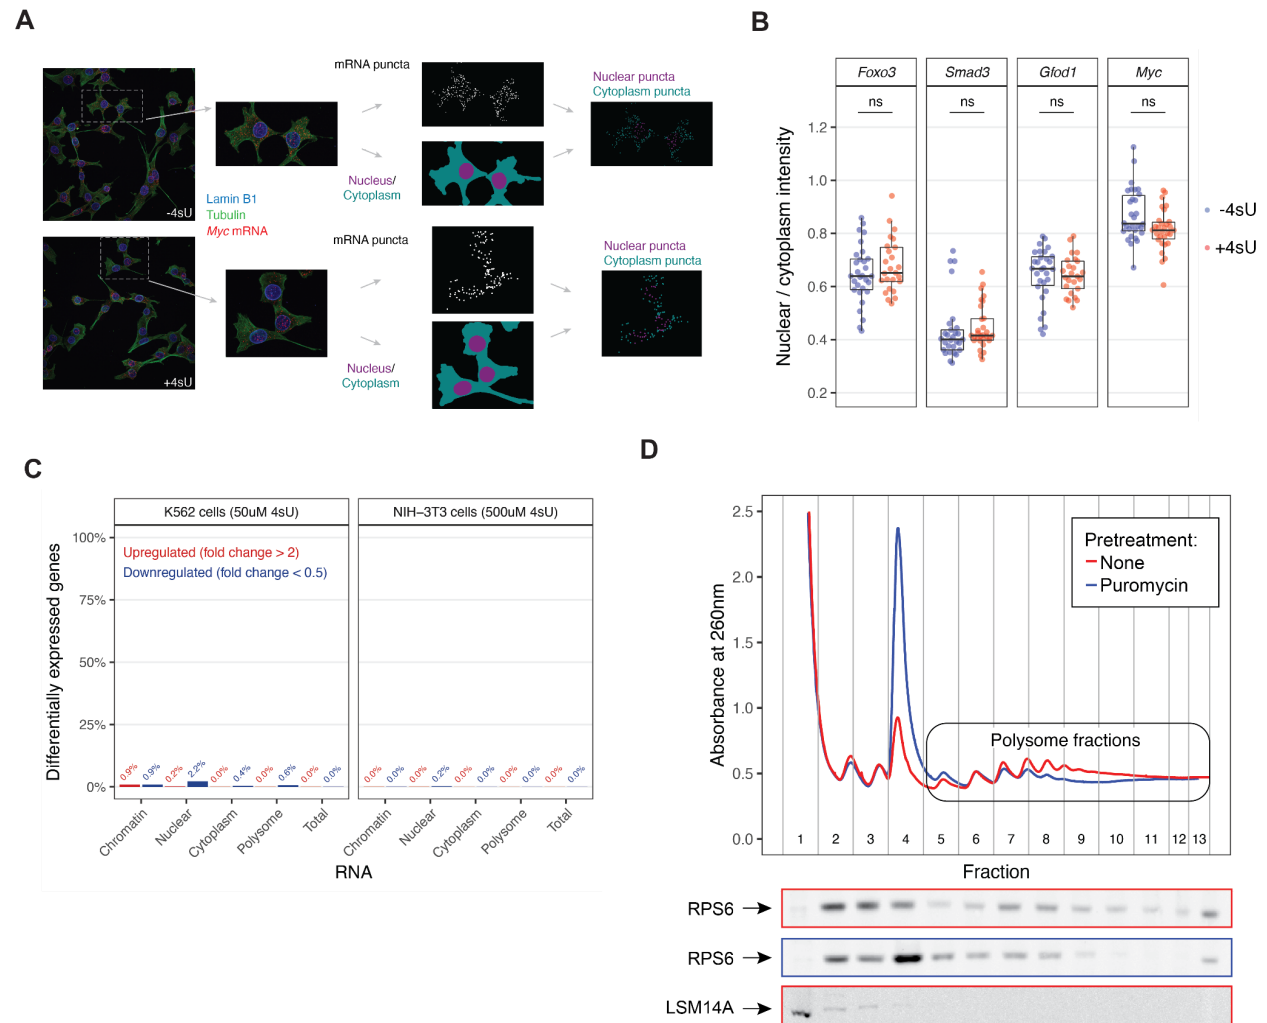 A
mRNA puncta
Nuclear puncta
Cytoplasm puncta
Nucleus/
Cytoplasm
-4sU
Lamin B1
Tubulin
Myc mRNA
mRNA puncta
Nuclear puncta
Cytoplasm puncta
Nucleus/
Cytoplasm
+4sU
B
Foxo3
Smad3
Gfod1
Myc
ns
ns
ns
ns
Nuclear / cytoplasm intensity
1.2
1.0
0.8
0.6
0.4
0.2
-4sU
+4sU
C
K562 cells (50uM 4sU)
NIH–3T3 cells (500uM 4sU)
Upregulated (fold change > 2)
Downregulated (fold change < 0.5)
Differentially expressed genes
100%
75%
50%
25%
0%
0.9%
0.9%
0.2%
2.2%
0.0%
0.4%
0.0%
0.6%
0.0%
0.0%
0.0%
0.0%
0.0%
0.2%
0.0%
0.0%
0.0%
0.0%
0.0%
0.0%
Chromatin
Nuclear
Cytoplasm
Polysome
Total
Chromatin
Nuclear
Cytoplasm
Polysome
Total
RNA
D
Absorbance at 260nm
2.5
2.0
1.5
1.0
0.5
0.0
Pretreatment:
None
Puromycin
Polysome fractions
1 2 3 4 5 6 7 8 9 10 11 12 13
Fraction
RPS6
RPS6
LSM14A